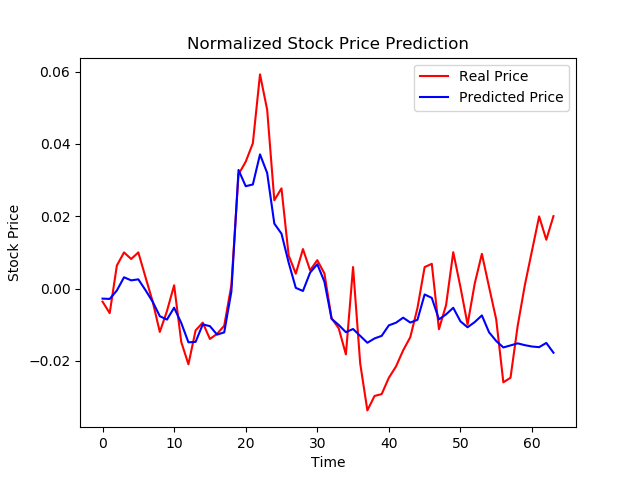 Normalized Stock Price Prediction
Real Price
Predicted Price
0.06
0.04
0.02
0.00
−0.02
Stock Price
0
10
20
30
40
50
60
Time